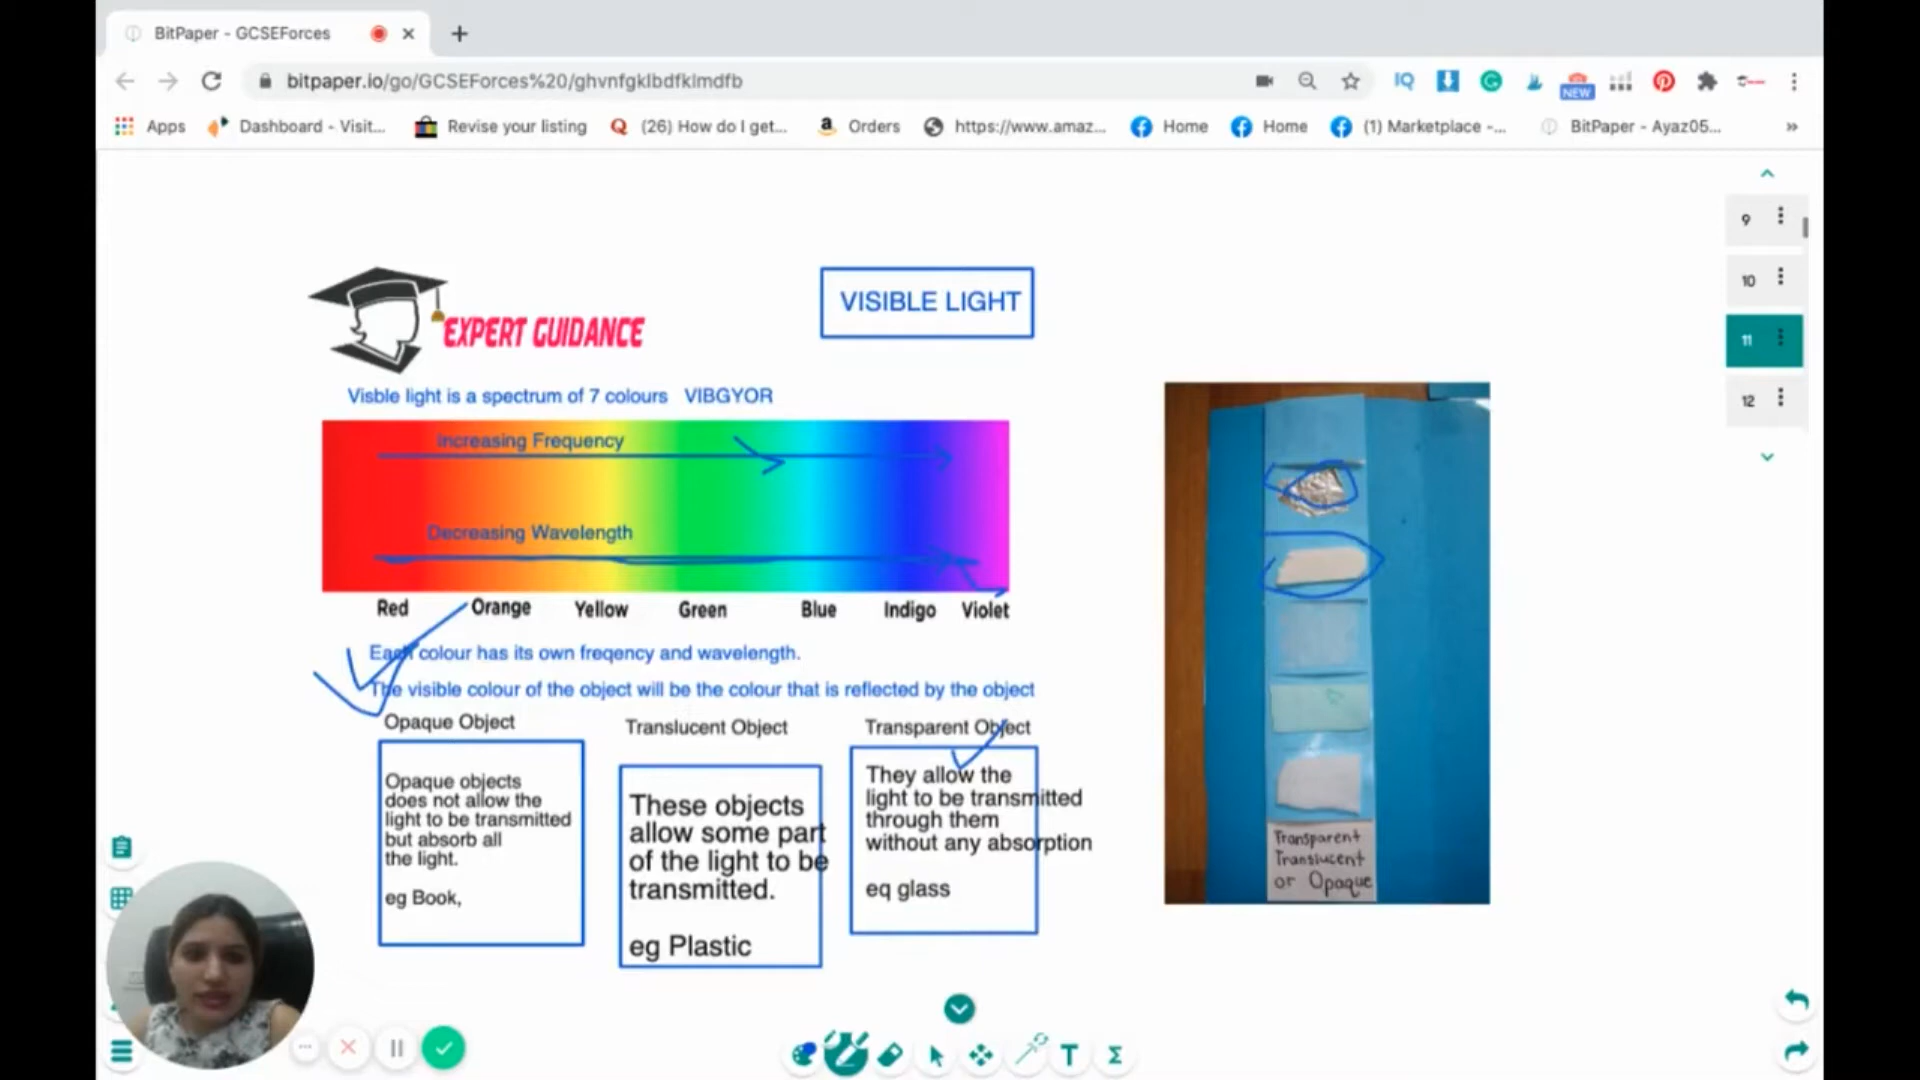 BitPaper - GCSEForces
bitpaper.io/go/GCSEForces%20/ghvnfgklbdfklmdfb
IQ
NEW
Apps
Dashboard - Visit...
Revise your listing
(26) How do I get...
Orders
https://www.amaz...
Home
Home
(1) Marketplace -...
BitPaper - Ayaz05...
9
10
11
12
EXPERT GUIDANCE
VISIBLE LIGHT
Visble light is a spectrum of 7 colours VIBGYOR
Increasing Frequency
Decreasing Wavelength
Red Orange Yellow Green Blue Indigo Violet
Each colour has its own freqency and wavelength.
The visible colour of the object will be the colour that is reflected by the object
Opaque Object
Opaque objects
does not allow the
light to be transmitted
but absorb all
the light.
eg Book,
Translucent Object
These objects
allow some part
of the light to be
transmitted.
eg Plastic
Transparent Object
They allow the
light to be transmitted
through them
without any absorption
eq glass
Transparent
Translucent
or Opaque